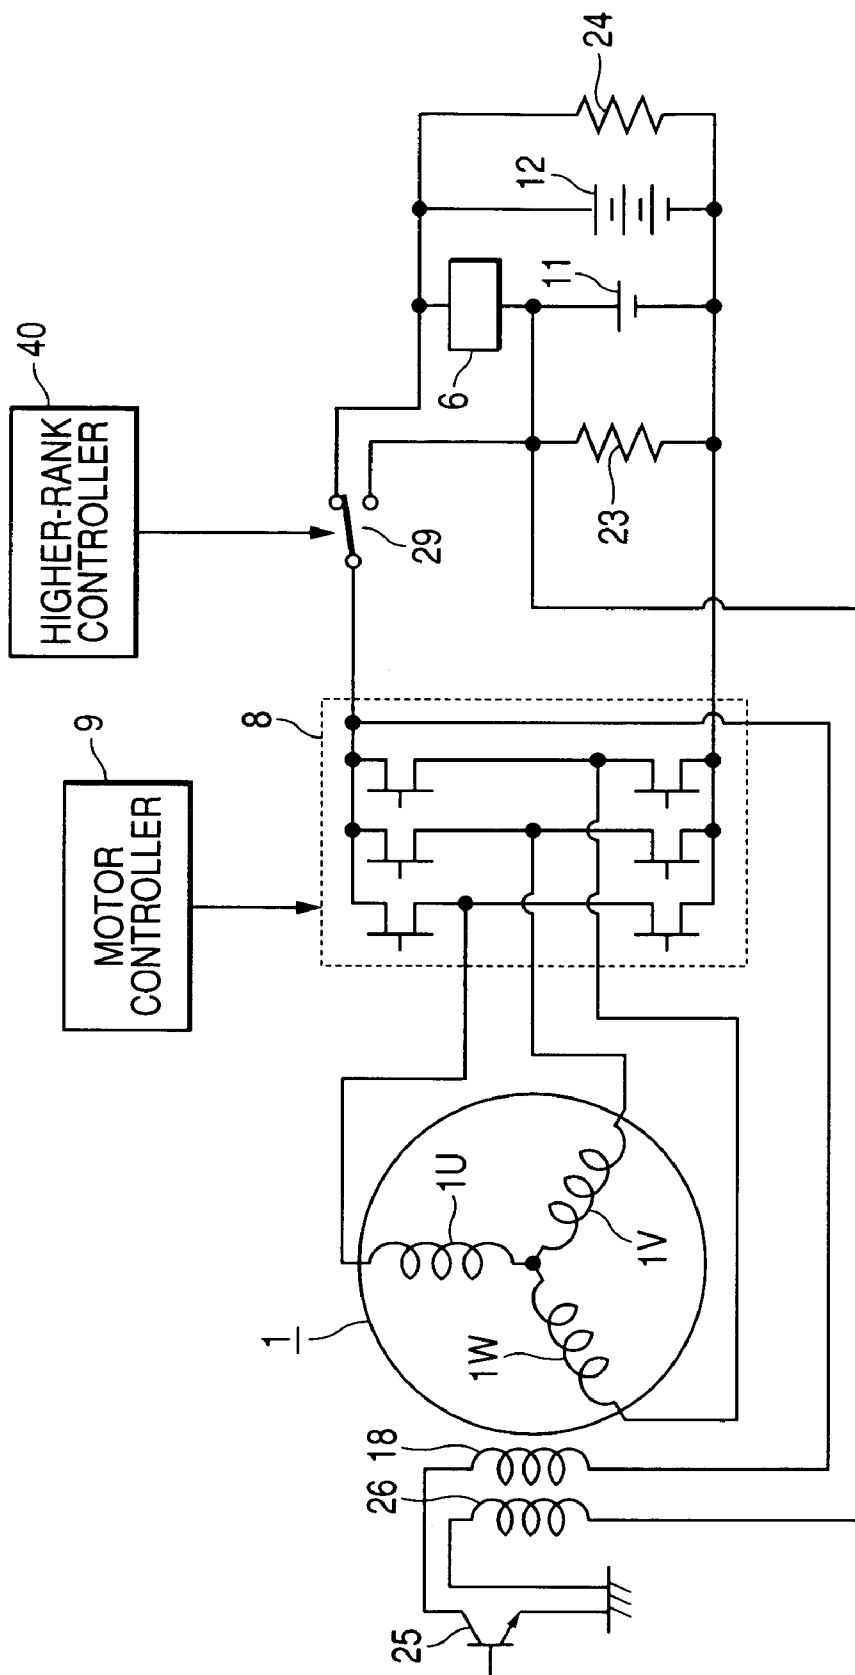 HIGHER-RANK
CONTROLLER
40
MOTOR
CONTROLLER
9
8
29
6
11
12
24
23
1
1U
1V
1W
18
26
25